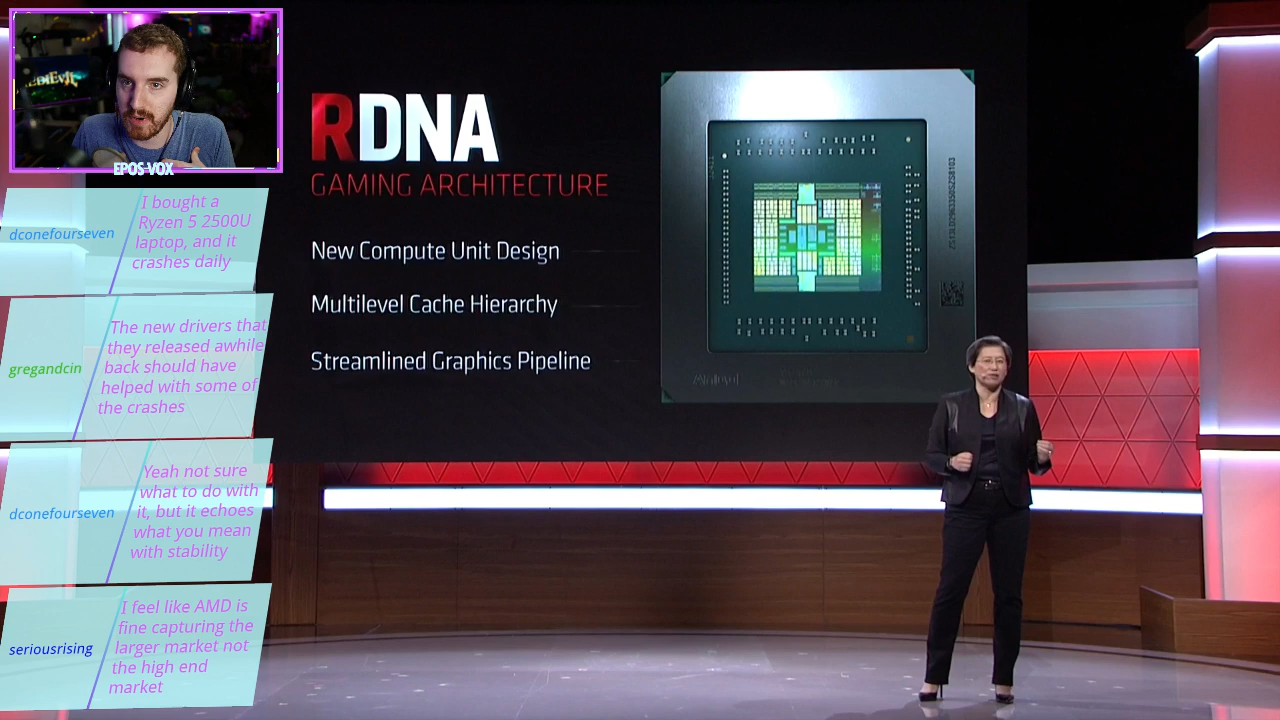 EPOS VOX
dconefourseven
I bought a
Ryzen 5 2500U
laptop, and it
crashes daily
gregandcin
The new drivers that
they released awhile
back should have
helped with some of
the crashes
dconefourseven
Yeah not sure
what to do with
it, but it echoes
what you mean
with stability
seriousrising
I feel like AMD is
fine capturing the
larger market not
the high end
market
RDNA
GAMING ARCHITECTURE
New Compute Unit Design
Multilevel Cache Hierarchy
Streamlined Graphics Pipeline